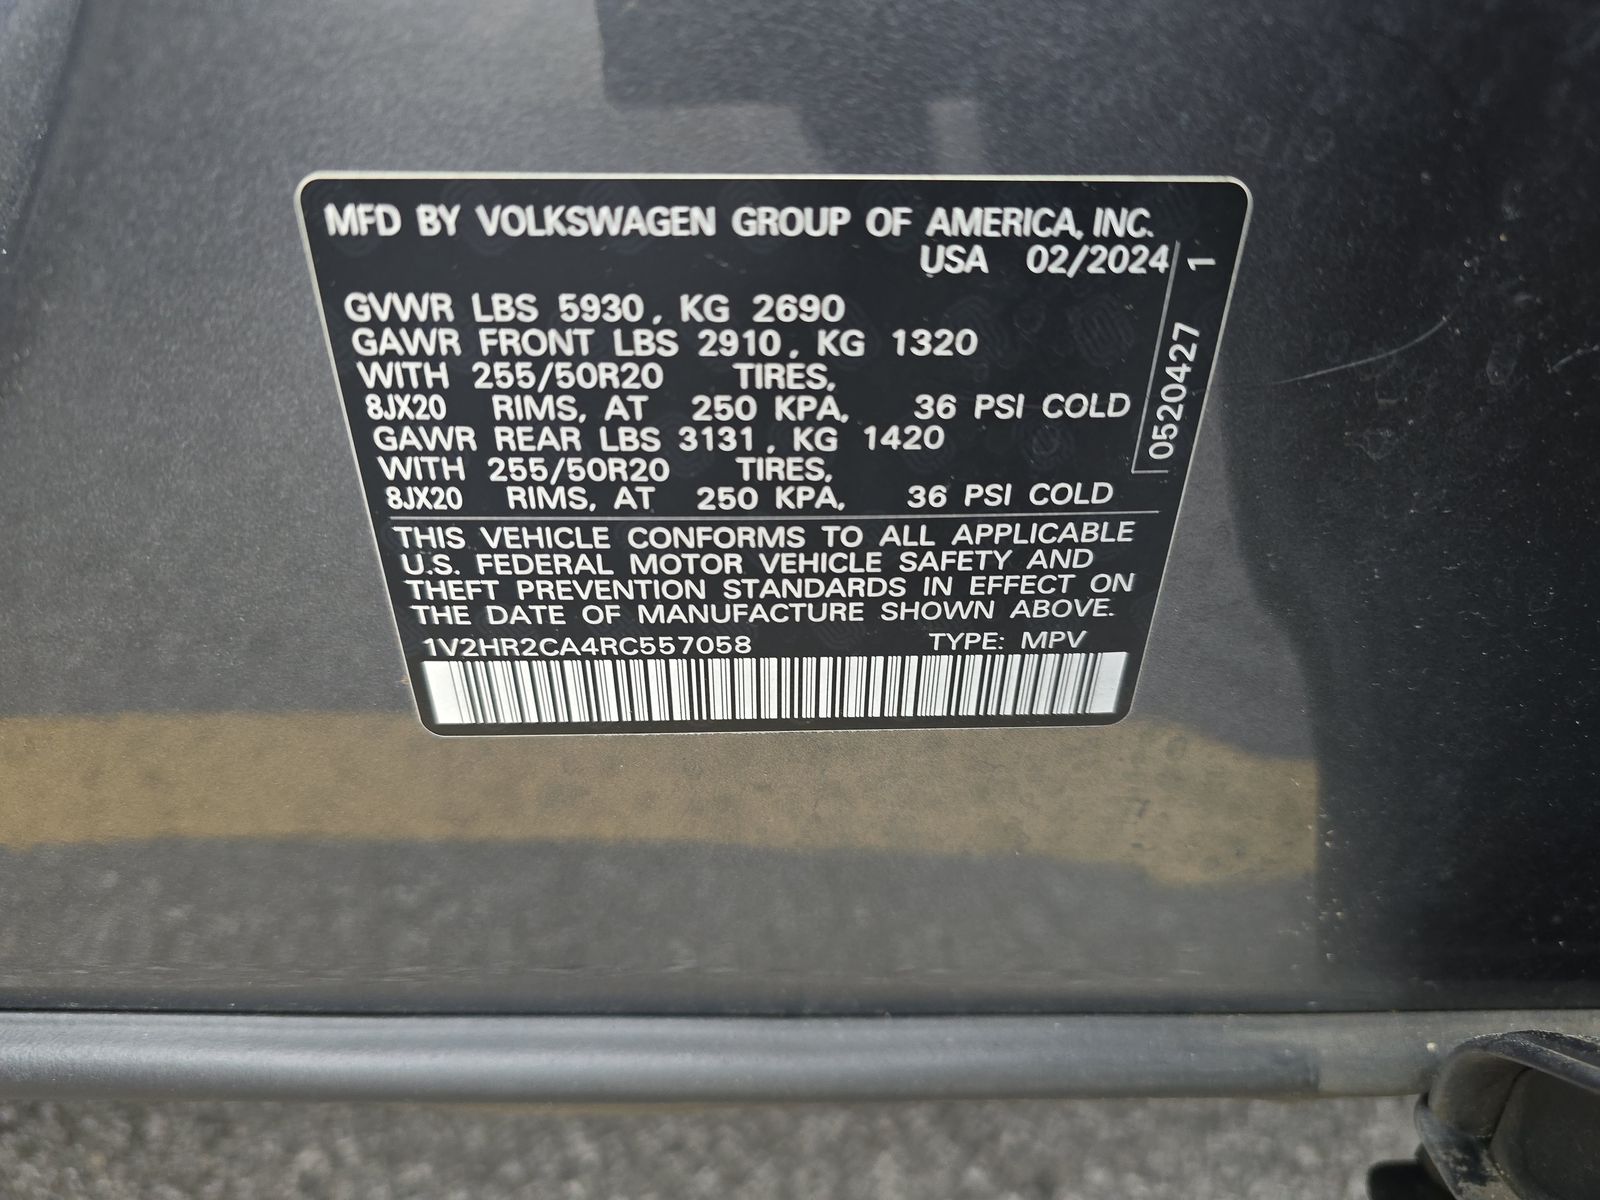 MFD BY VOLKSWAGEN GROUP OF AMERICA, INC.
USA 02/2024
GVWR LBS 5930, KG 2690
GAWR FRONT LBS 2910, KG 1320
WITH 255/50R20 TIRES,
8JX20 RIMS, AT 250 KPA, 36 PSI COLD
GAWR REAR LBS 3131, KG 1420
WITH 255/50R20 TIRES,
8JX20 RIMS, AT 250 KPA, 36 PSI COLD
0520427 1
THIS VEHICLE CONFORMS TO ALL APPLICABLE
U.S. FEDERAL MOTOR VEHICLE SAFETY AND
THEFT PREVENTION STANDARDS IN EFFECT ON
THE DATE OF MANUFACTURE SHOWN ABOVE.
1V2HR2CA4RC557058 TYPE: MPV